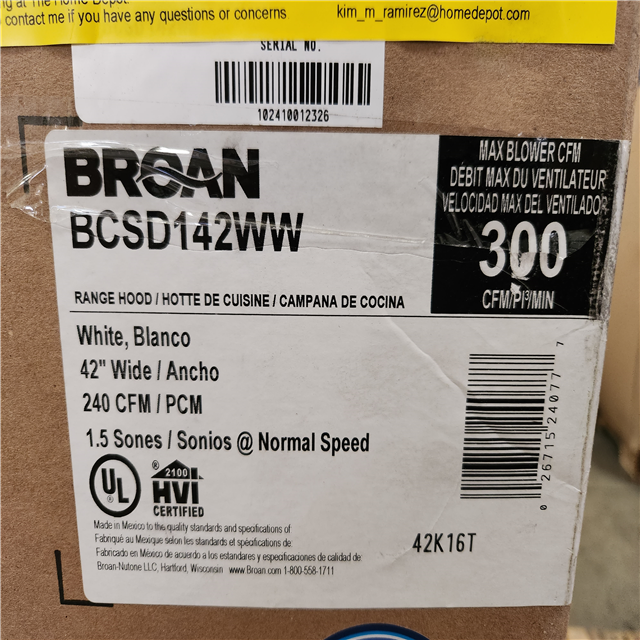 ng at The Home Depot.
contact me if you have any questions or concerns.
kim_m_ramirez@homedepot.com
SERIAL NO.
102410012326
BROAN
BCSD142WW
RANGE HOOD / HOTTE DE CUISINE / CAMPANA DE COCINA
MAX BLOWER CFM
DÉBIT MAX DU VENTILATEUR
VELOCIDAD MAX DEL VENTILADOR
300
CFM/PI³/MIN
White, Blanco
42" Wide / Ancho
240 CFM / PCM
1.5 Sones / Sonios @ Normal Speed
UL
2100
HVI
CERTIFIED
0 26715 24077 7
Made in Mexico to the quality standards and specifications of
Fabriqué au Mexique selon les standards et spécifications de:
Fabricado en México de acuerdo a los estandares y especificaciones de calidad de:
Broan-NuTone LLC, Hartford, Wisconsin www.Broan.com 1-800-558-1711
42K16T